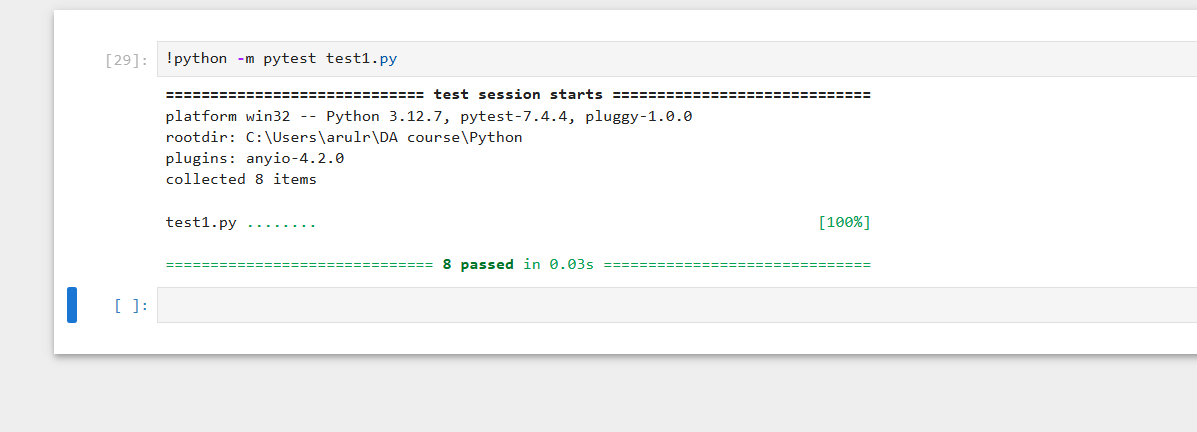 [29]: !python -m pytest test1.py
============================= test session starts =============================
platform win32 -- Python 3.12.7, pytest-7.4.4, pluggy-1.0.0
rootdir: C:\Users\arulr\DA course\Python
plugins: anyio-4.2.0
collected 8 items
test1.py ........ [100%]
============================== 8 passed in 0.03s ==============================
[ ]: